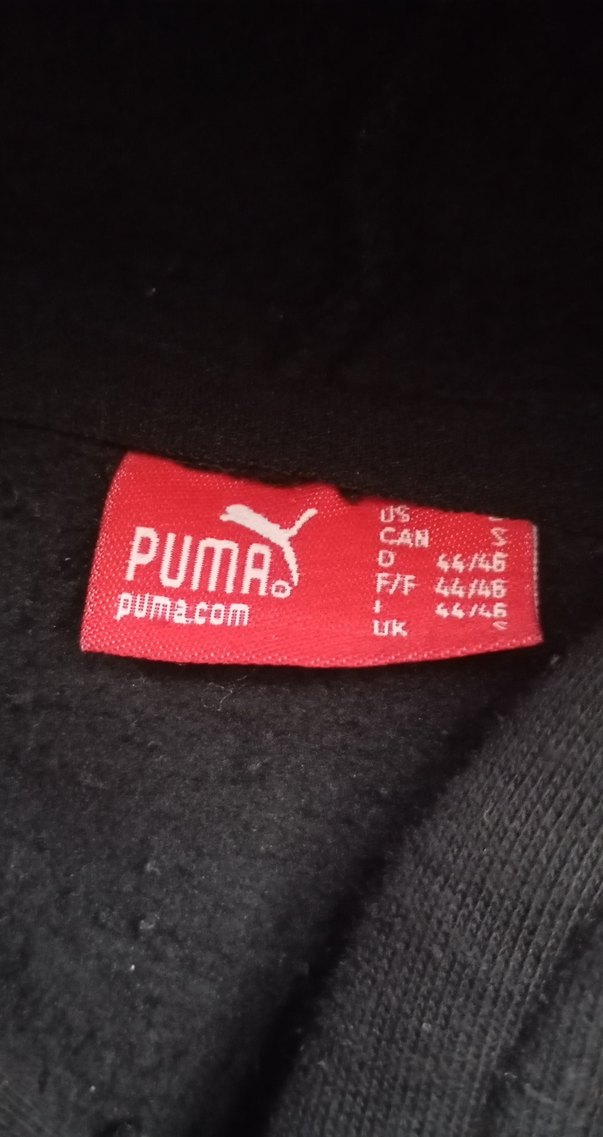 PUMA
puma.com
US
CAN S
D 44/46
F/F 44/46
I 44/46
UK S